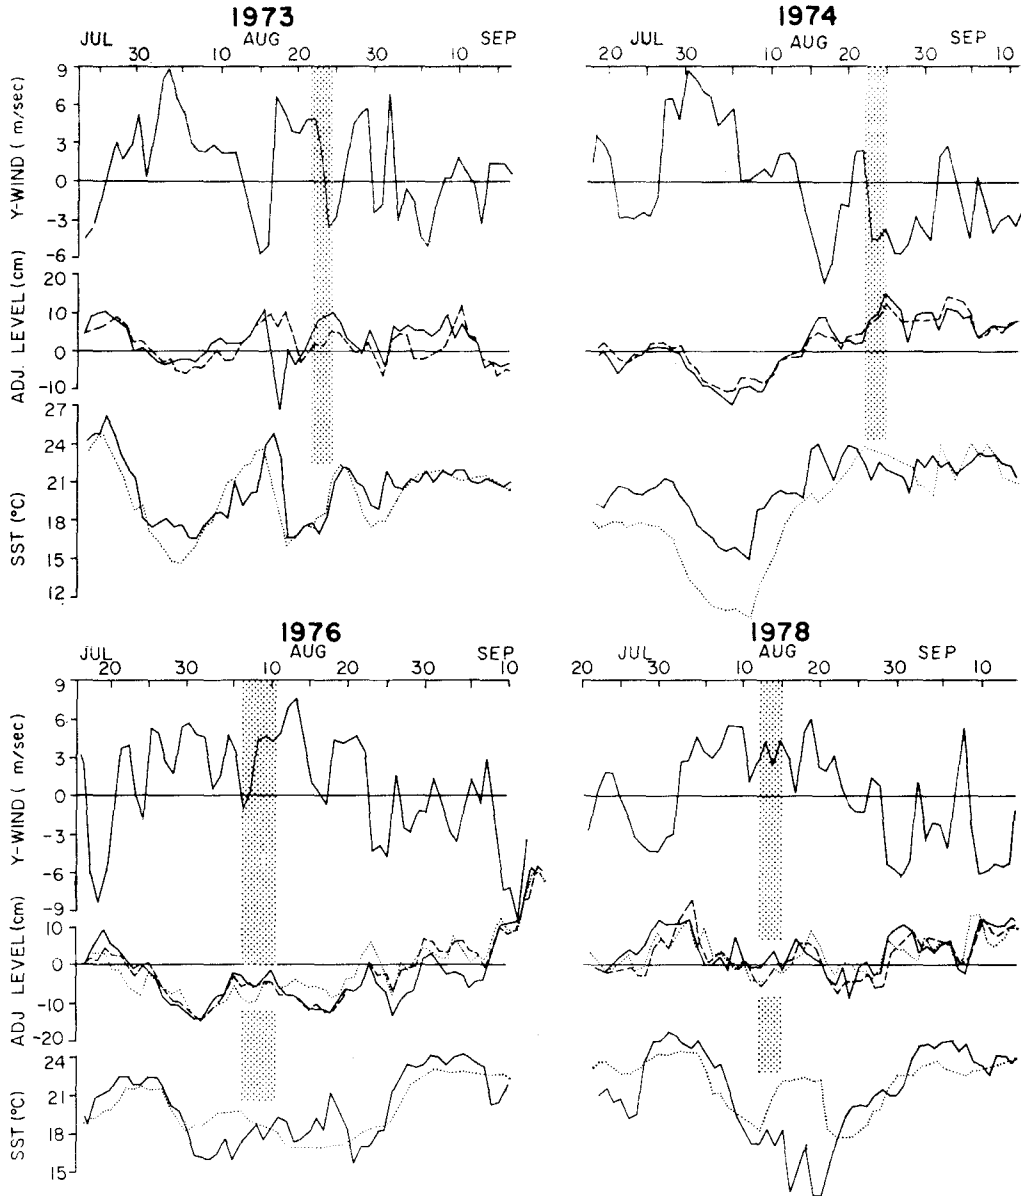 1973
JUL AUG SEP
30 10 20 30 10
9
6
3
0
-3
-6
Y-WIND ( m/sec)
20
10
0
-10
ADJ. LEVEL (cm)
27
24
21
18
15
12
SST (°C)
1974
JUL AUG SEP
20 30 10 20 30 10
1976
JUL AUG SEP
20 30 10 20 30 10
9
6
3
0
-3
-6
-9
Y-WIND ( m/sec)
10
0
-10
-20
ADJ LEVEL (cm)
24
21
18
15
SST (°C)
1978
20 JUL 30 10 AUG 20 30 SEP 10